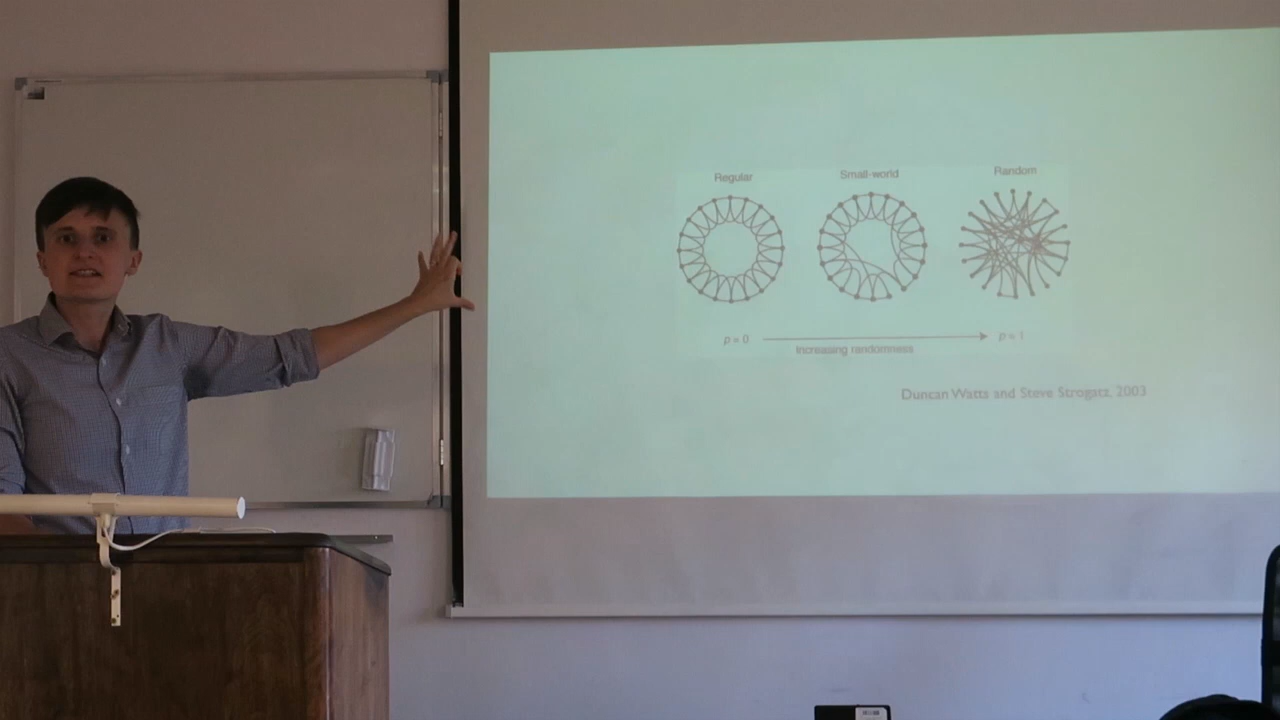 Regular
Small-world
Random
p = 0
p = 1
Increasing randomness
Duncan Watts and Steve Strogatz, 2003